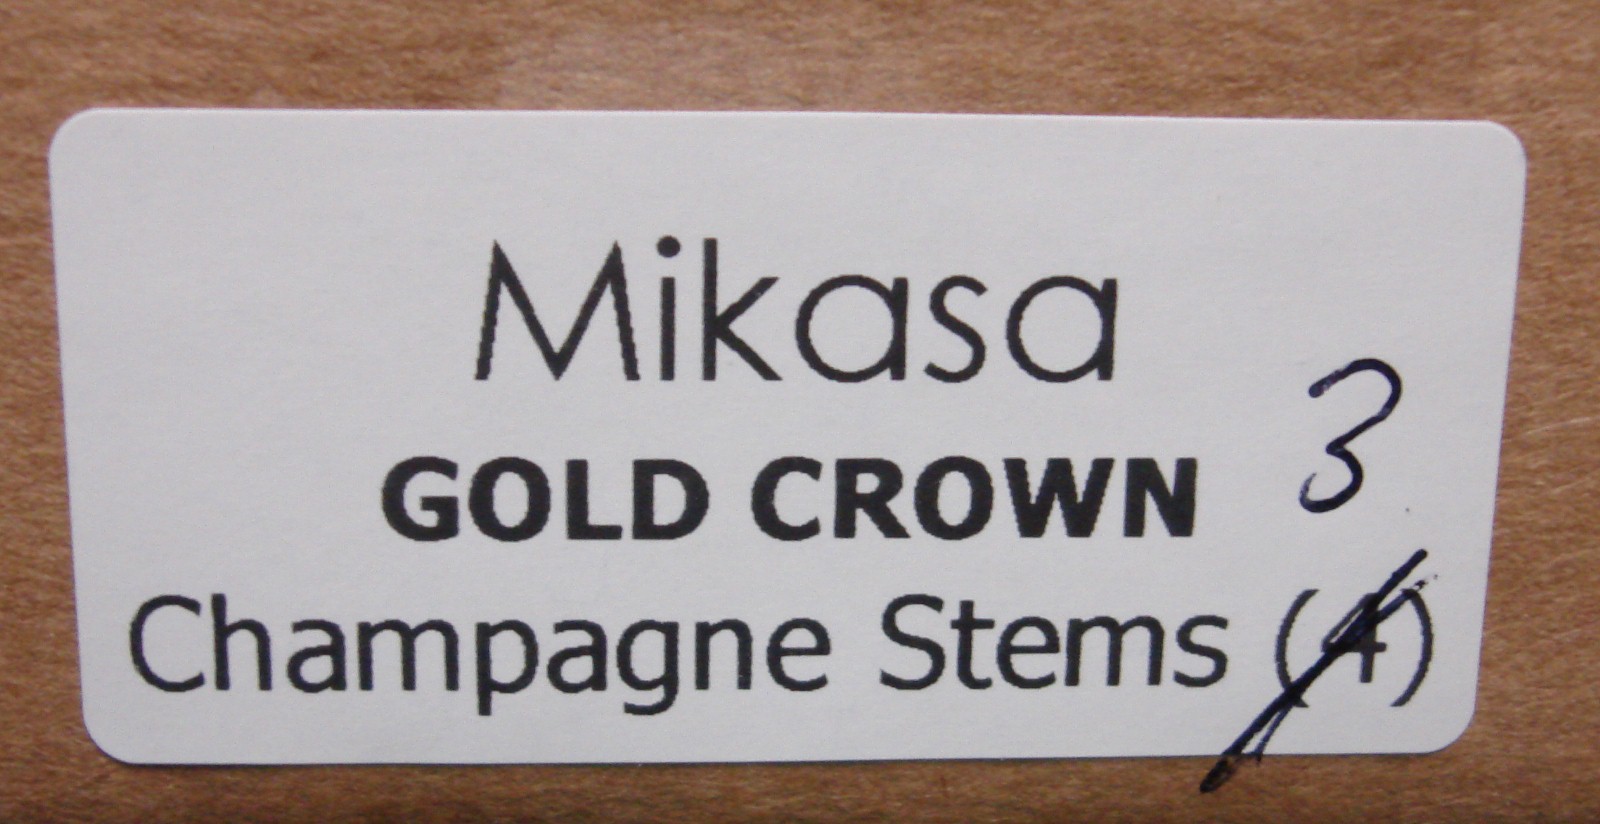 Mikasa
3
GOLD CROWN
Champagne Stems (4)